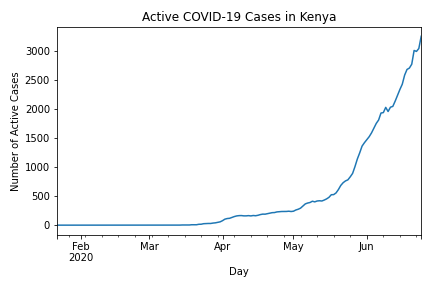 Active COVID-19 Cases in Kenya
Number of Active Cases
3000
2500
2000
1500
1000
500
0
Feb
2020
Mar
Apr
May
Jun
Day